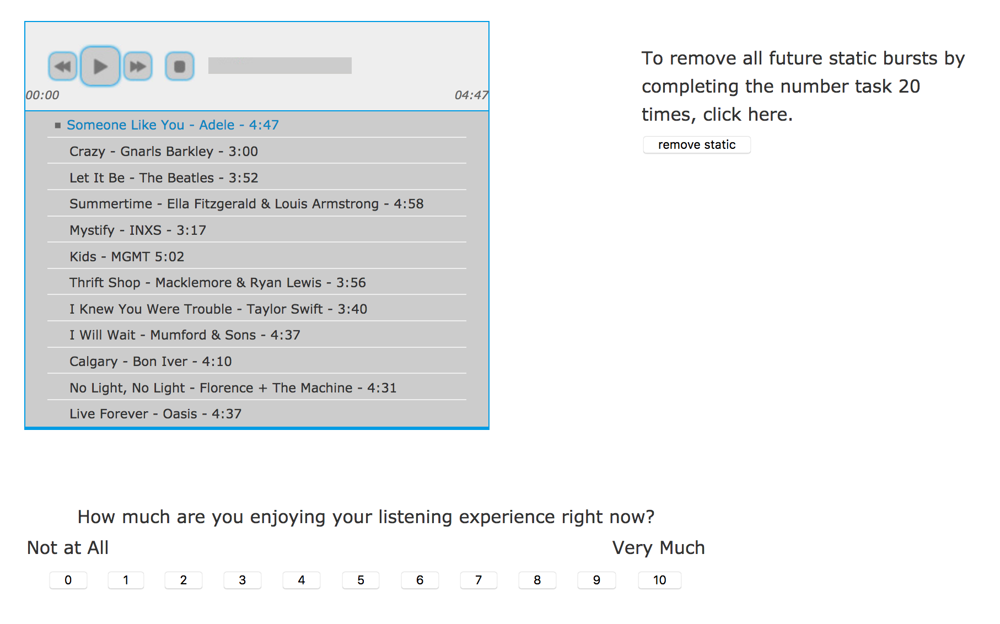 00:00 04:47
Someone Like You - Adele - 4:47
Crazy - Gnarls Barkley - 3:00
Let It Be - The Beatles - 3:52
Summertime - Ella Fitzgerald & Louis Armstrong - 4:58
Mystify - INXS - 3:17
Kids - MGMT 5:02
Thrift Shop - Macklemore & Ryan Lewis - 3:56
I Knew You Were Trouble - Taylor Swift - 3:40
I Will Wait - Mumford & Sons - 4:37
Calgary - Bon Iver - 4:10
No Light, No Light - Florence + The Machine - 4:31
Live Forever - Oasis - 4:37
To remove all future static bursts by
completing the number task 20
times, click here.
remove static
How much are you enjoying your listening experience right now?
Not at All Very Much
0 1 2 3 4 5 6 7 8 9 10